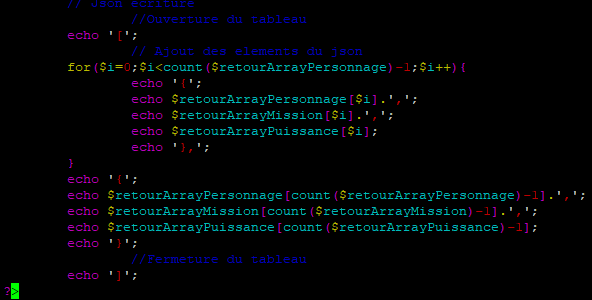 // Json ecriture
//Ouverture du tableau
echo '[';
// Ajout des elements du json
for($i=0;$i<count($retourArrayPersonnage)-1;$i++){
echo '{';
echo $retourArrayPersonnage[$i].',';
echo $retourArrayMission[$i].',';
echo $retourArrayPuissance[$i];
echo '},';
}
echo '{';
echo $retourArrayPersonnage[count($retourArrayPersonnage)-1].',';
echo $retourArrayMission[count($retourArrayMission)-1].',';
echo $retourArrayPuissance[count($retourArrayPuissance)-1];
echo '}';
//Fermeture du tableau
echo ']';
?>